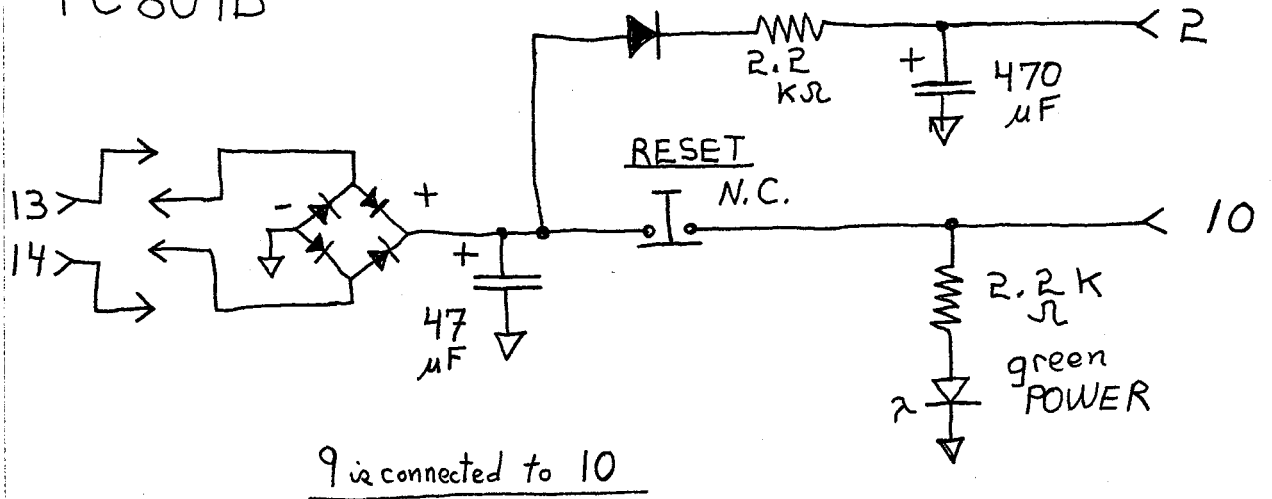 2
2.2
KΩ
+
470
μF
RESET
N.C.
13
-
+
10
14
+
2.2K
Ω
47
μF
green
POWER
λ
9 is connected to 10